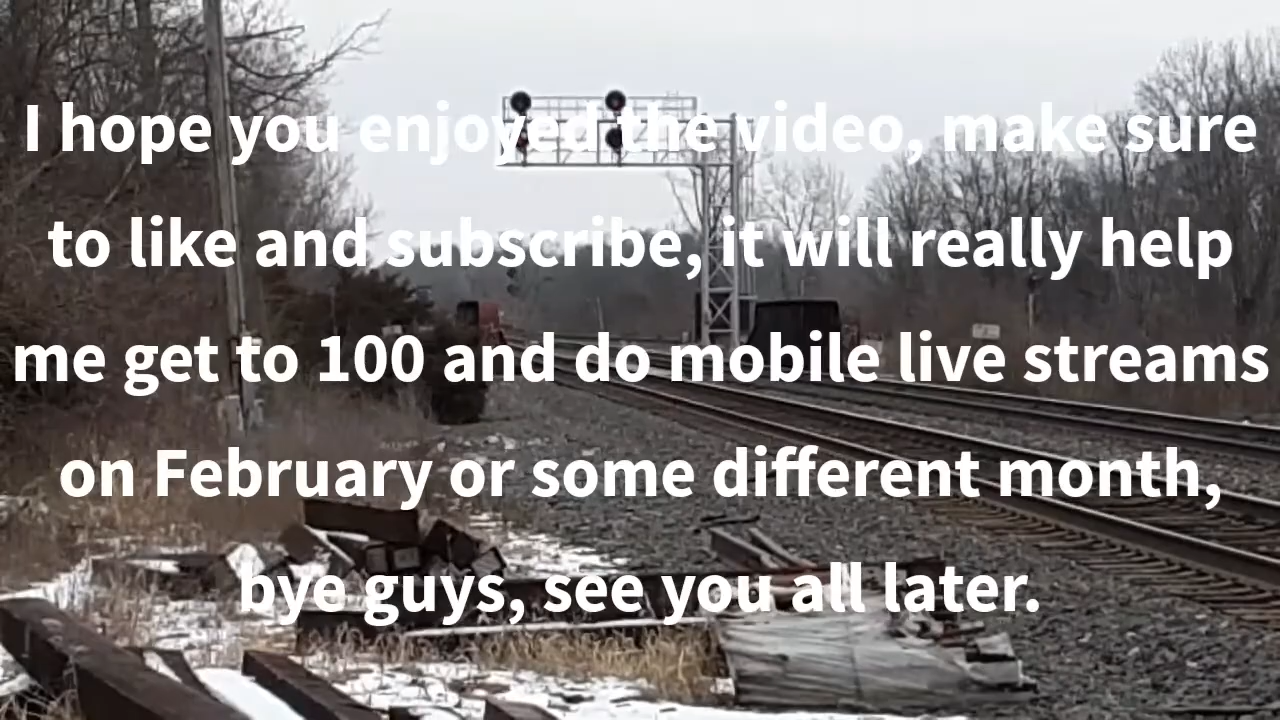 I hope you enjoyed the video, make sure
to like and subscribe, it will really help
me get to 100 and do mobile live streams
on February or some different month,
bye guys, see you all later.